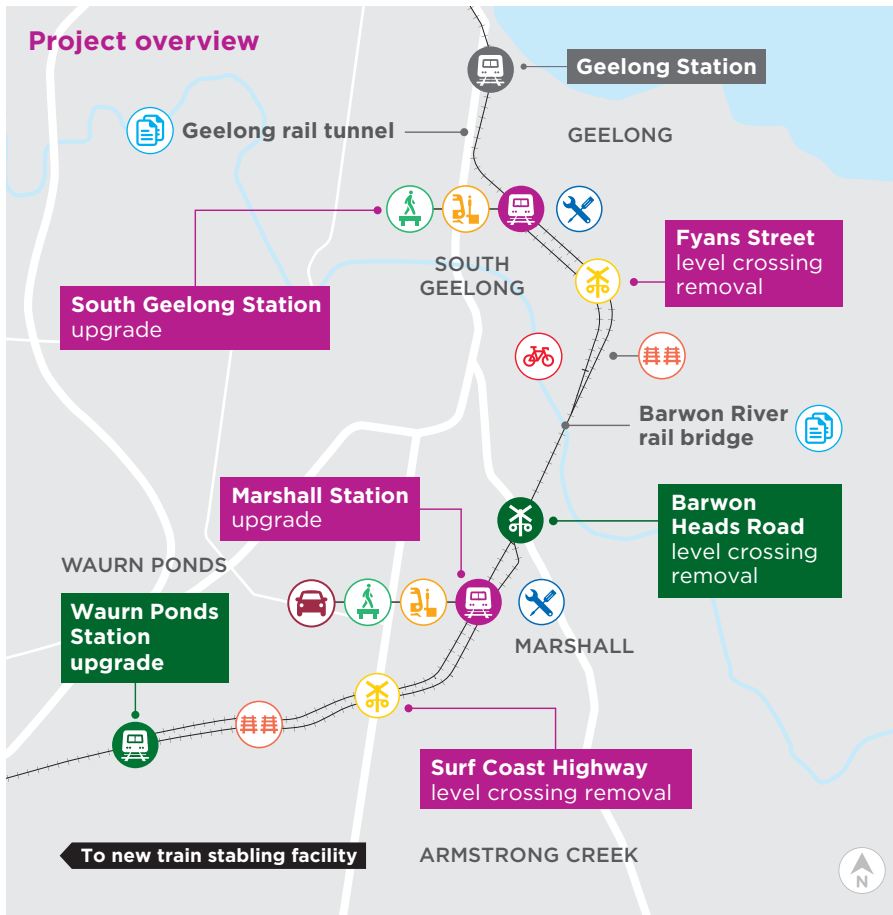 Project overview
Geelong Station
Geelong rail tunnel
GEELONG
Fyans Street
level crossing
removal
SOUTH
GEELONG
South Geelong Station
upgrade
Barwon River
rail bridge
Marshall Station
upgrade
Barwon
Heads Road
level crossing
removal
WAURN PONDS
Waurn Ponds
Station
upgrade
MARSHALL
Surf Coast Highway
level crossing removal
To new train stabling facility
ARMSTRONG CREEK
N